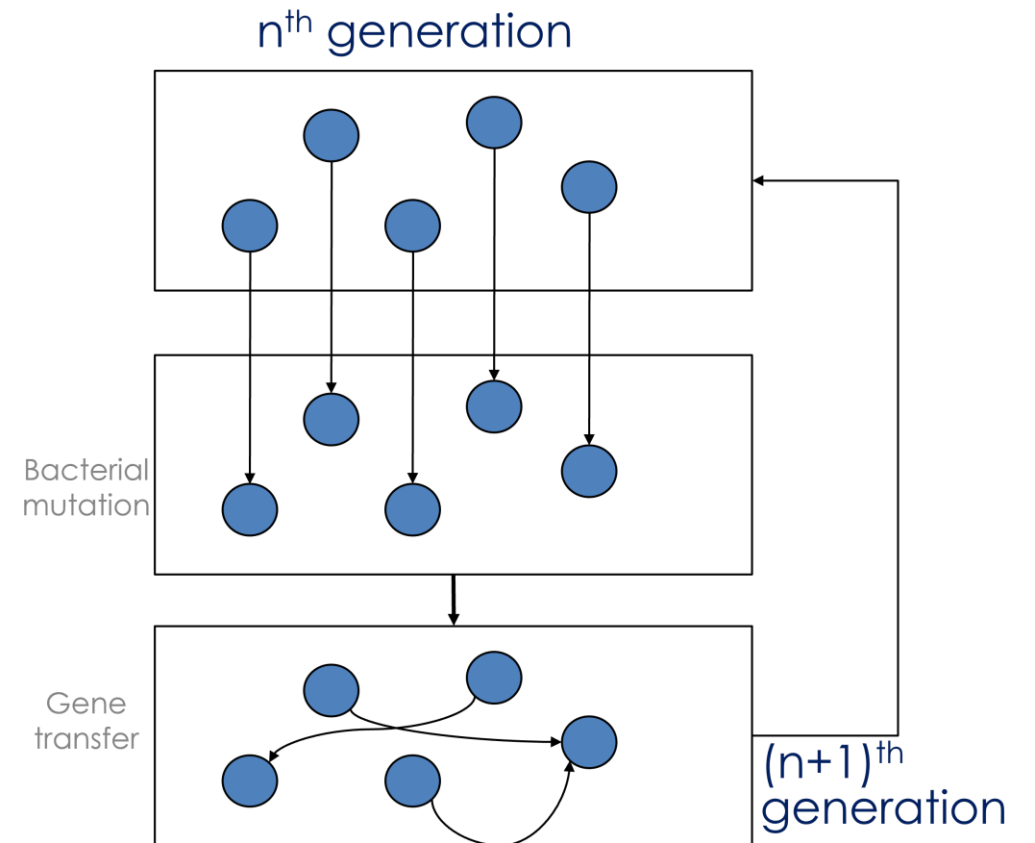 nth generation
Bacterial
mutation
Gene
transfer
(n+1)th
generation